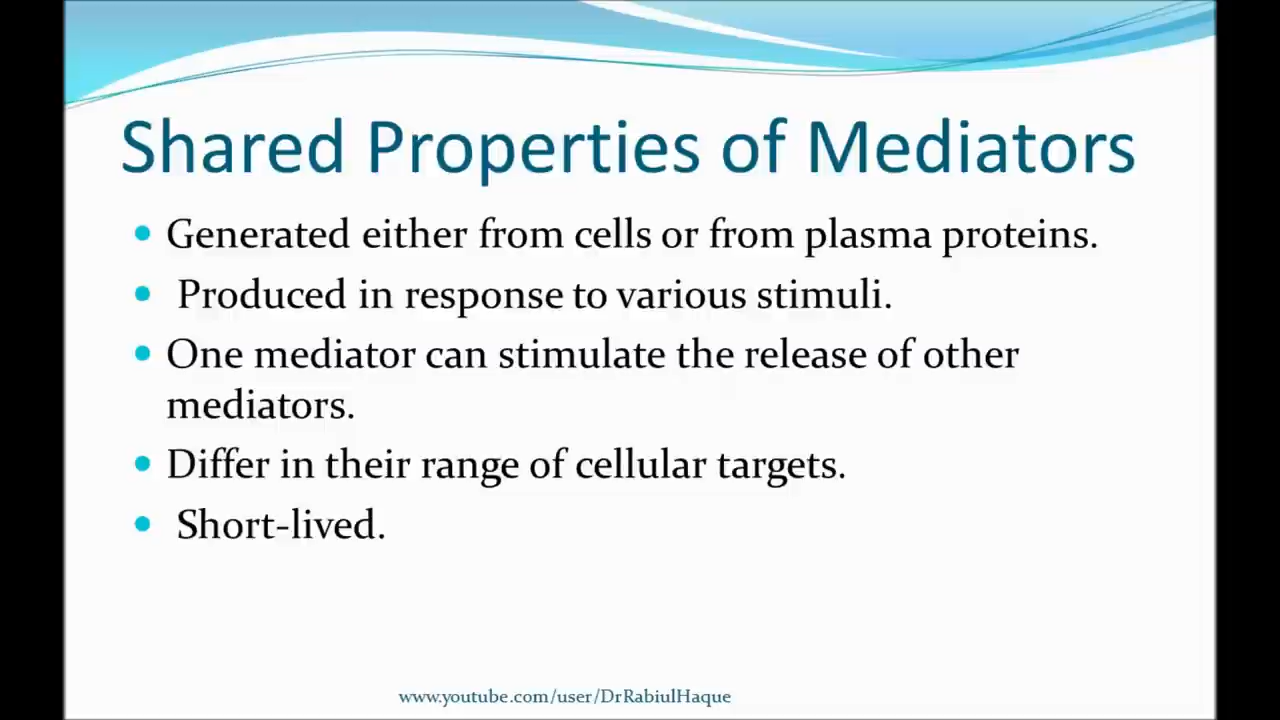 Shared Properties of Mediators
Generated either from cells or from plasma proteins.
Produced in response to various stimuli.
One mediator can stimulate the release of other
mediators.
Differ in their range of cellular targets.
Short-lived.
www.youtube.com/user/DrRabiulHaque